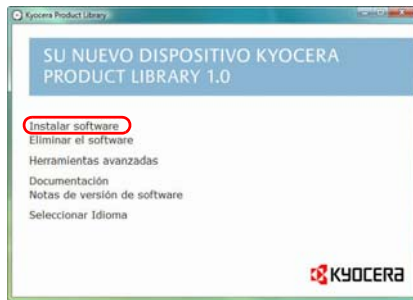 Kyocera Product Library
SU NUEVO DISPOSITIVO KYOCERA
PRODUCT LIBRARY 1.0
Instalar software
Eliminar el software
Herramientas avanzadas
Documentación
Notas de versión de software
Seleccionar Idioma
KYOCERA